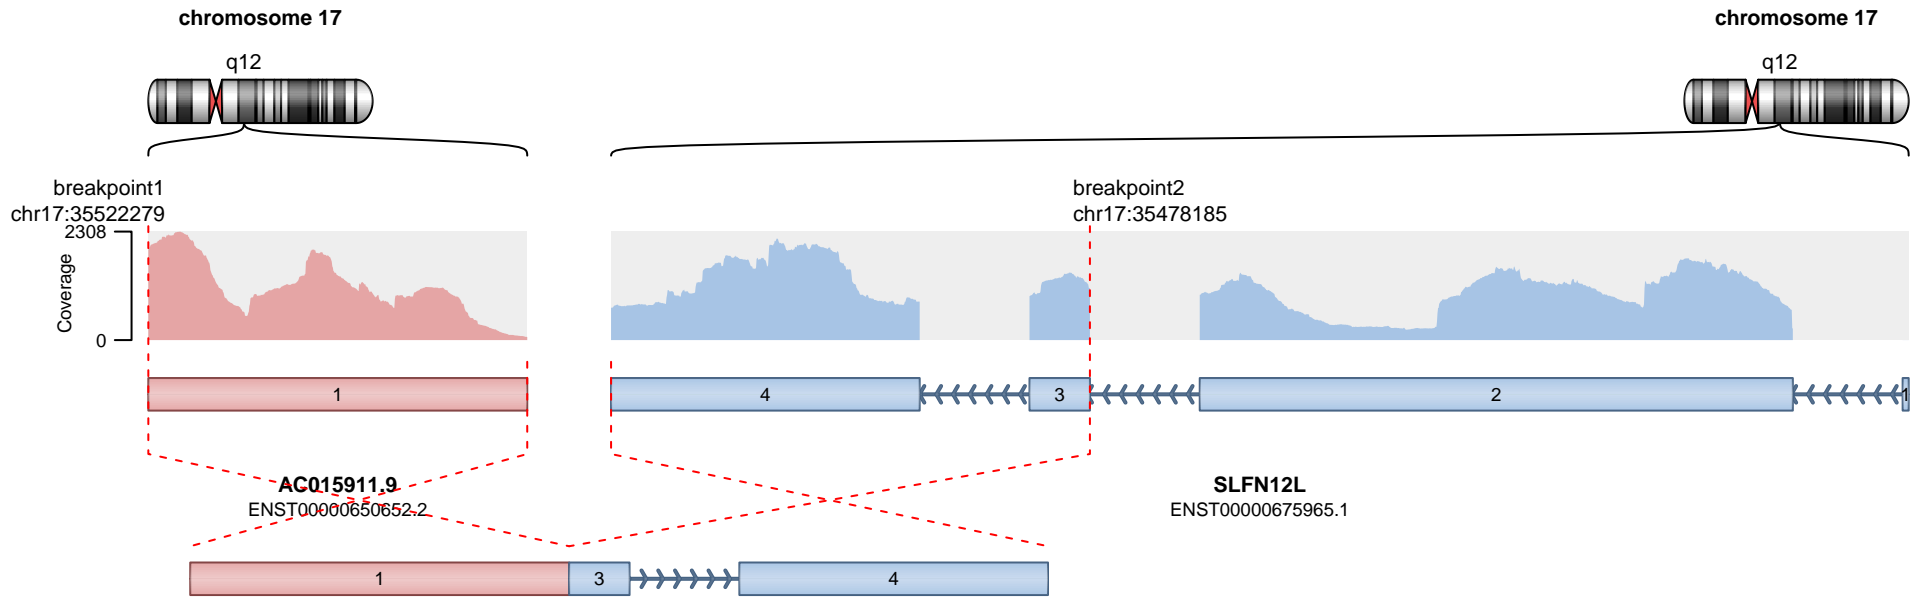 chromosome 17
chromosome 17
q12
q12
breakpoint1
chr17:35522279
breakpoint2
chr17:35478185
2308
Coverage
0
1
4
3
2
1
AC015911.9
ENST00000650652.2
SLFN12L
ENST00000675965.1
1
3
4